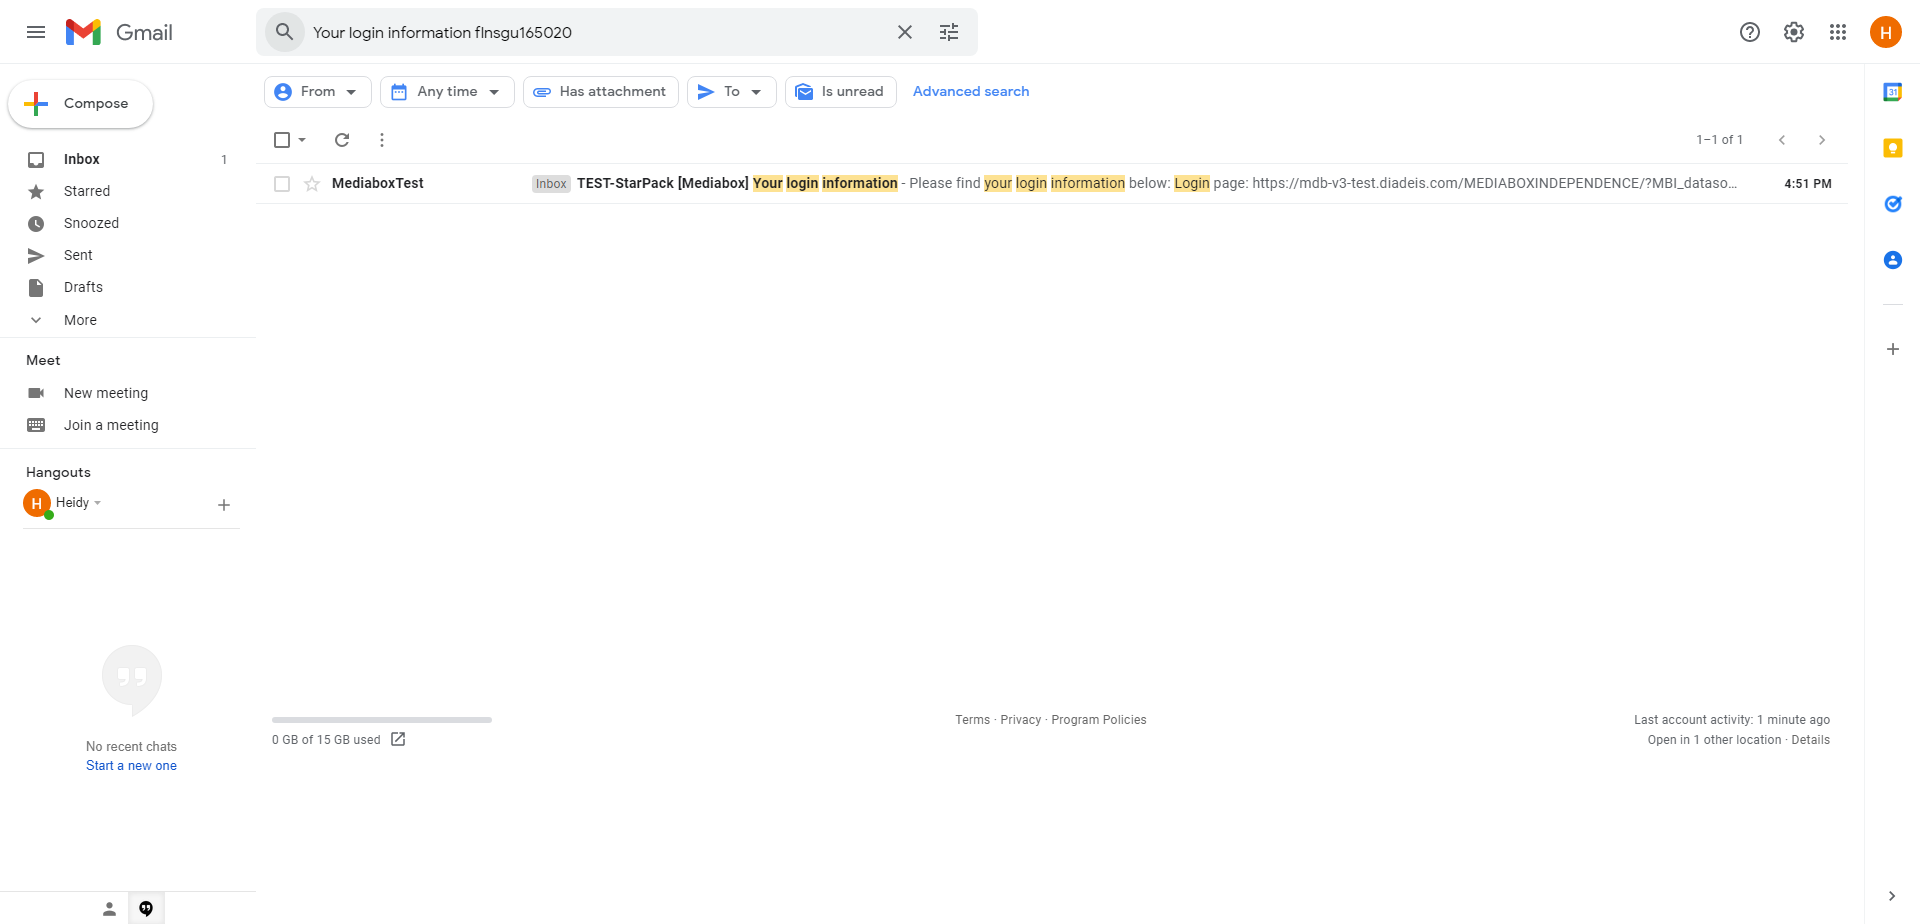 Gmail
Your login information flnsgu165020
H
Compose
From
Any time
Has attachment
To
Is unread
Advanced search
31
1–1 of 1
Inbox 1
Starred
Snoozed
Sent
Drafts
More
MediaboxTest Inbox TEST-StarPack [Mediabox] Your login information - Please find your login information below: Login page: https://mdb-v3-test.diadeis.com/MEDIABOXINDEPENDENCE/?MBI_dataso... 4:51 PM
Meet
New meeting
Join a meeting
Hangouts
H Heidy
No recent chats
Start a new one
0 GB of 15 GB used
Terms · Privacy · Program Policies
Last account activity: 1 minute ago
Open in 1 other location · Details